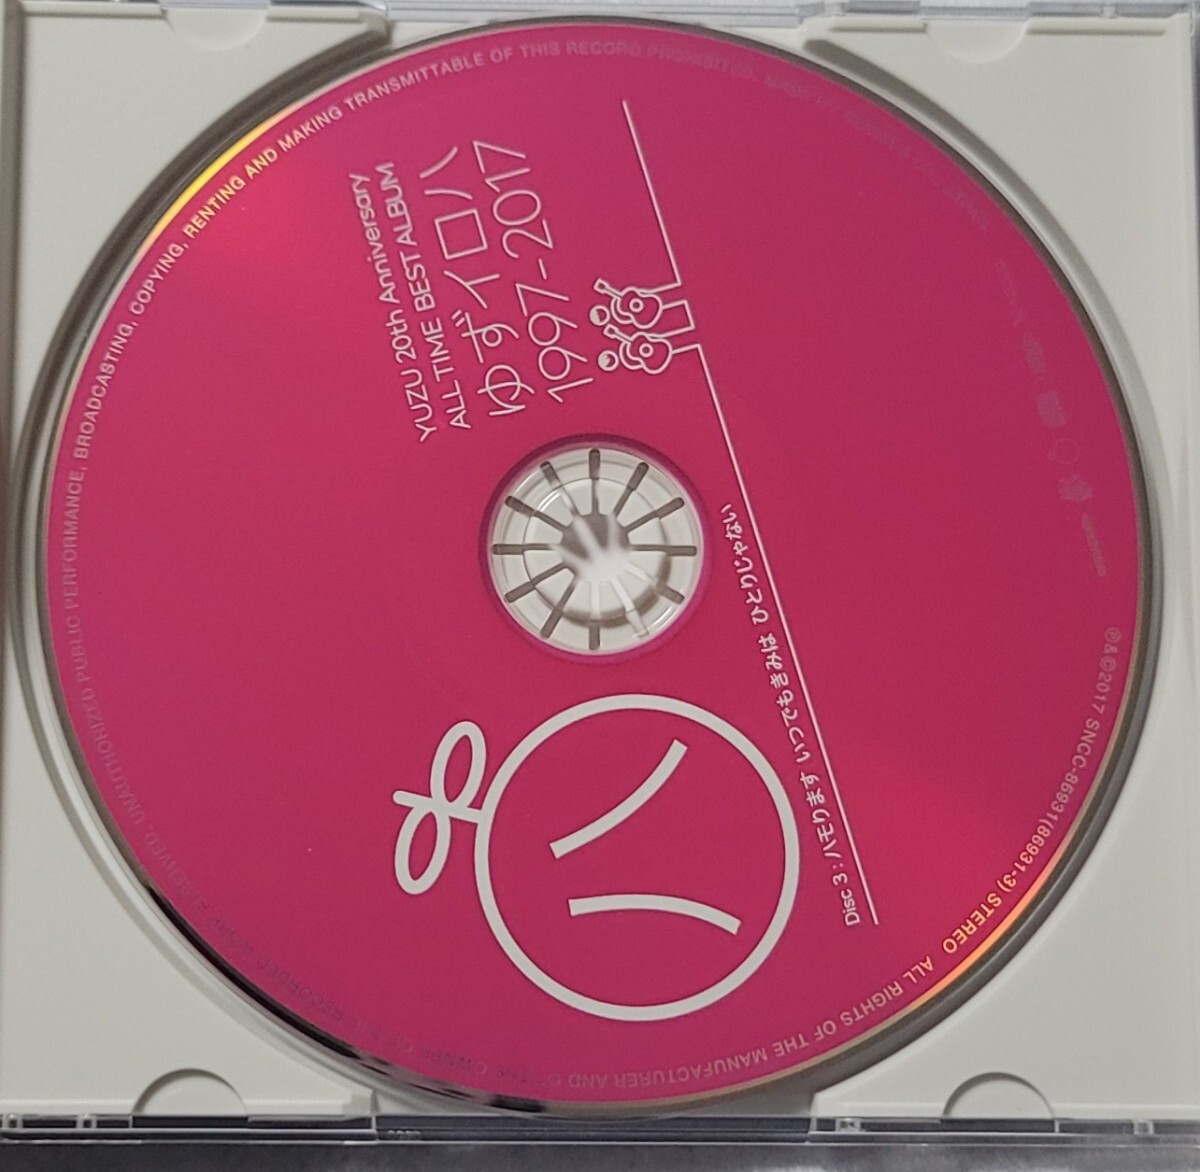 YUZU 20th Anniversary
ALL TIME BEST ALBUM
ゆずイロハ
1997-2017
ハ
Disc 3：ハモります いつでもきみは ひとりじゃない
℗&©2017 SNCC-86931(86931-3) STEREO ALL RIGHTS OF THE MANUFACTURER AND OF THE OWNER OF THE RECORDED WORK RESERVED. UNAUTHORIZED PUBLIC PERFORMANCE, BROADCASTING, COPYING, RENTING AND MAKING TRANSMITTABLE OF THIS RECORD PROHIBITED.